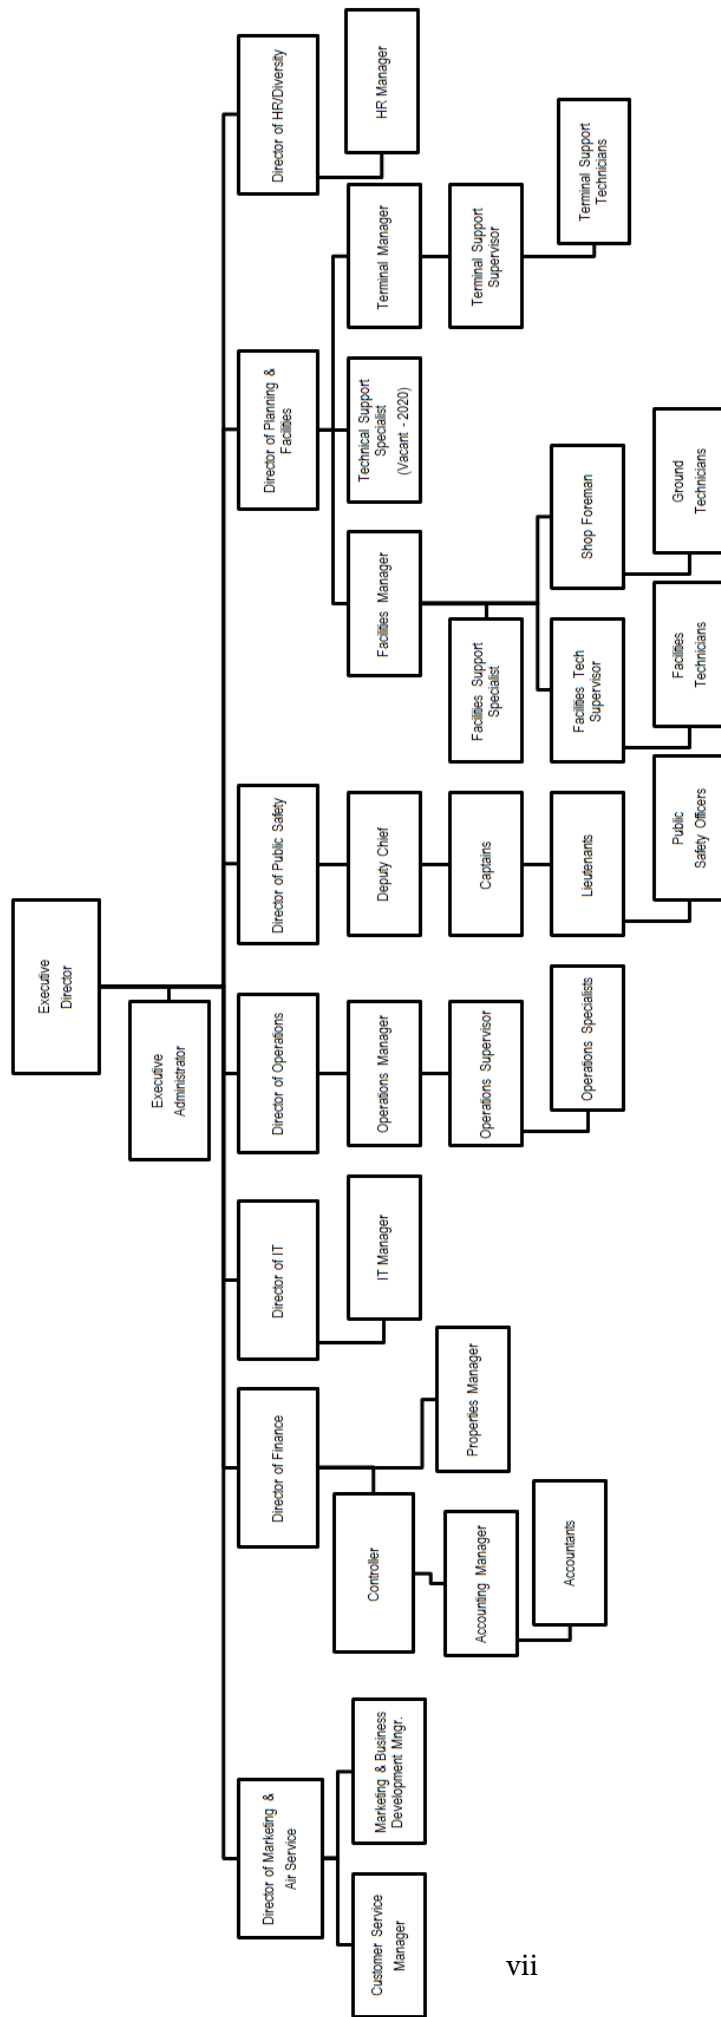 Executive
Director
Executive
Administrator
Director of Marketing &
Air Service
Director of Finance
Director of IT
Director of Operations
Director of Public Safety
Director of Planning &
Facilities
Director of HR/Diversity
Customer Service
Manager
Marketing & Business
Development Mngr.
Controller
Properties Manager
Accounting Manager
Accountants
IT Manager
Operations Manager
Operations Supervisor
Operations Specialists
Deputy Chief
Captains
Lieutenants
Public
Safety Officers
Facilities Manager
Technical Support
Specialist
(Vacant - 2020)
Terminal Manager
Facilities Support
Specialist
Facilities Tech
Supervisor
Shop Foreman
Facilities
Technicians
Ground
Technicians
Terminal Support
Supervisor
Terminal Support
Technicians
HR Manager
vii